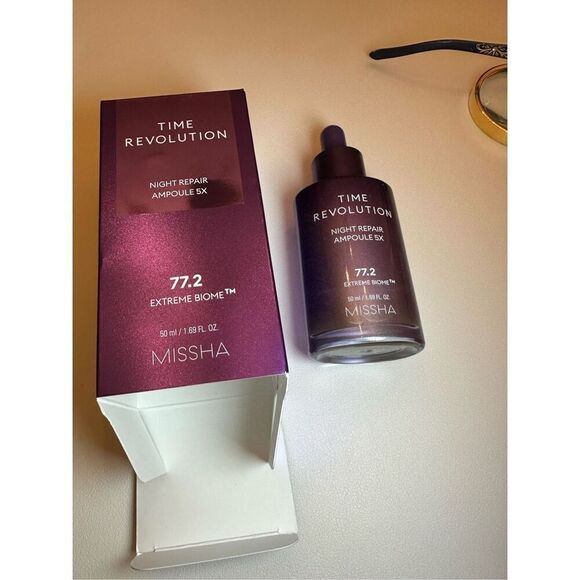 TIME
REVOLUTION
NIGHT REPAIR
AMPOULE 5X
77.2
EXTREME BIOME™
50 ml / 1.69 FL. OZ.
MISSHA
TIME
REVOLUTION
NIGHT REPAIR
AMPOULE 5X
77.2
EXTREME BIOME™
50 ml / 1.69 FL. OZ.
MISSHA